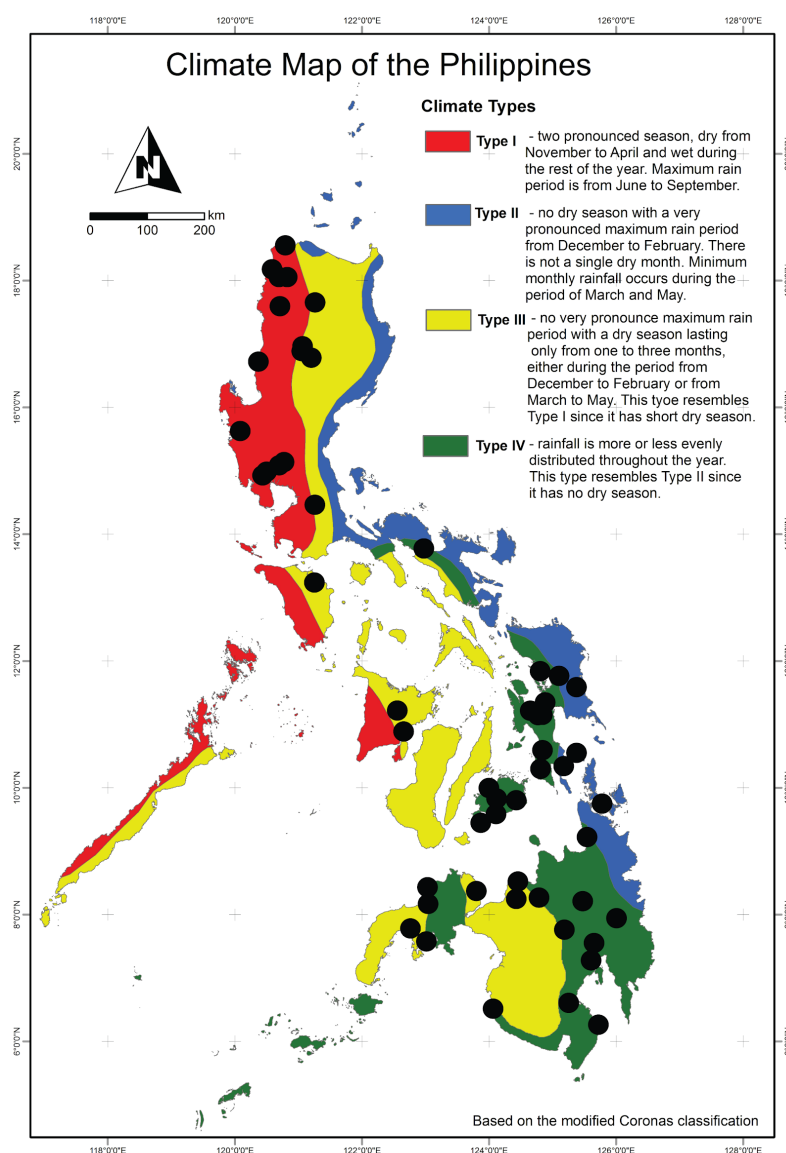 118°0'0"E 120°0'0"E 122°0'0"E 124°0'0"E 126°0'0"E 128°0'0"E
Climate Map of the Philippines
Climate Types
Type I - two pronounced season, dry from
November to April and wet during
the rest of the year. Maximum rain
period is from June to September.
Type II - no dry season with a very
pronounced maximum rain period
from December to February. There
is not a single dry month. Minimum
monthly rainfall occurs during the
period of March and May.
Type III - no very pronounce maximum rain
period with a dry season lasting
only from one to three months,
either during the period from
December to February or from
March to May. This tyoe resembles
Type I since it has short dry season.
Type IV - rainfall is more or less evenly
distributed throughout the year.
This type resembles Type II since
it has no dry season.
N
km
0 100 200
20°0'0"N
18°0'0"N
16°0'0"N
14°0'0"N
12°0'0"N
10°0'0"N
8°0'0"N
6°0'0"N
Based on the modified Coronas classification
118°0'0"E 120°0'0"E 122°0'0"E 124°0'0"E 126°0'0"E 128°0'0"E